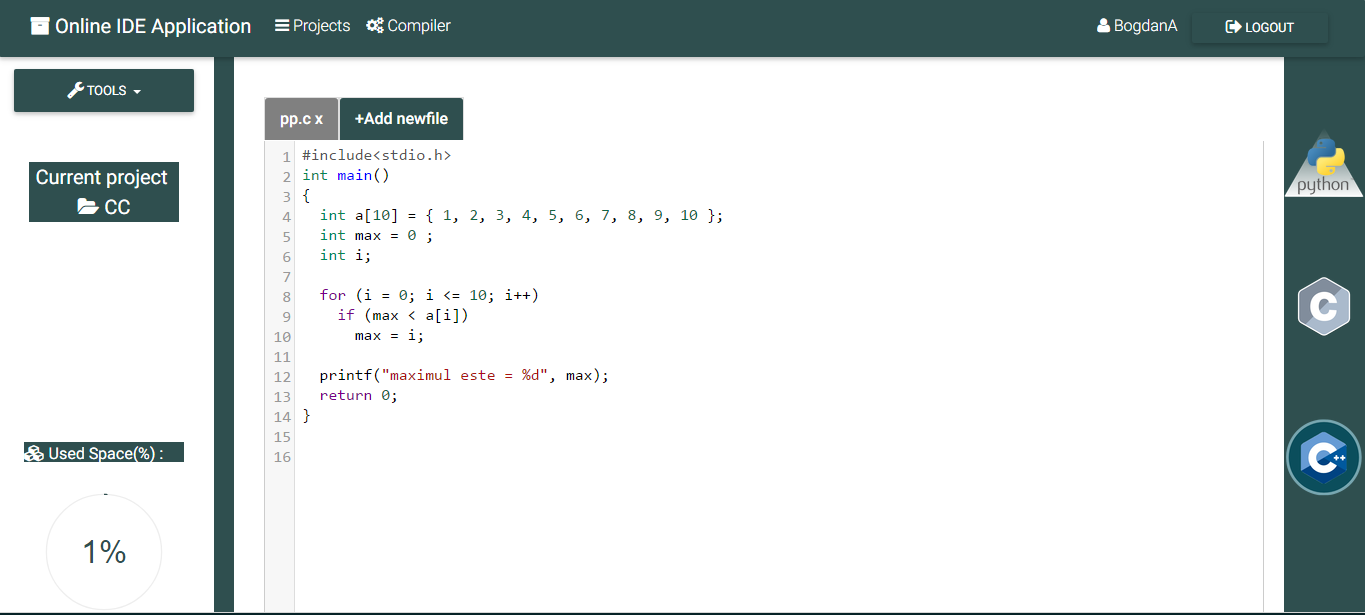 Online IDE Application Projects Compiler BogdanA LOGOUT
TOOLS
Current project
CC
Used Space(%) :
1%
pp.c x +Add newfile
1 #include<stdio.h>
2 int main()
3 {
4 int a[10] = { 1, 2, 3, 4, 5, 6, 7, 8, 9, 10 };
5 int max = 0 ;
6 int i;
7
8 for (i = 0; i <= 10; i++)
9 if (max < a[i])
10 max = i;
11
12 printf("maximul este = %d", max);
13 return 0;
14 }
15
16
python
C
C++